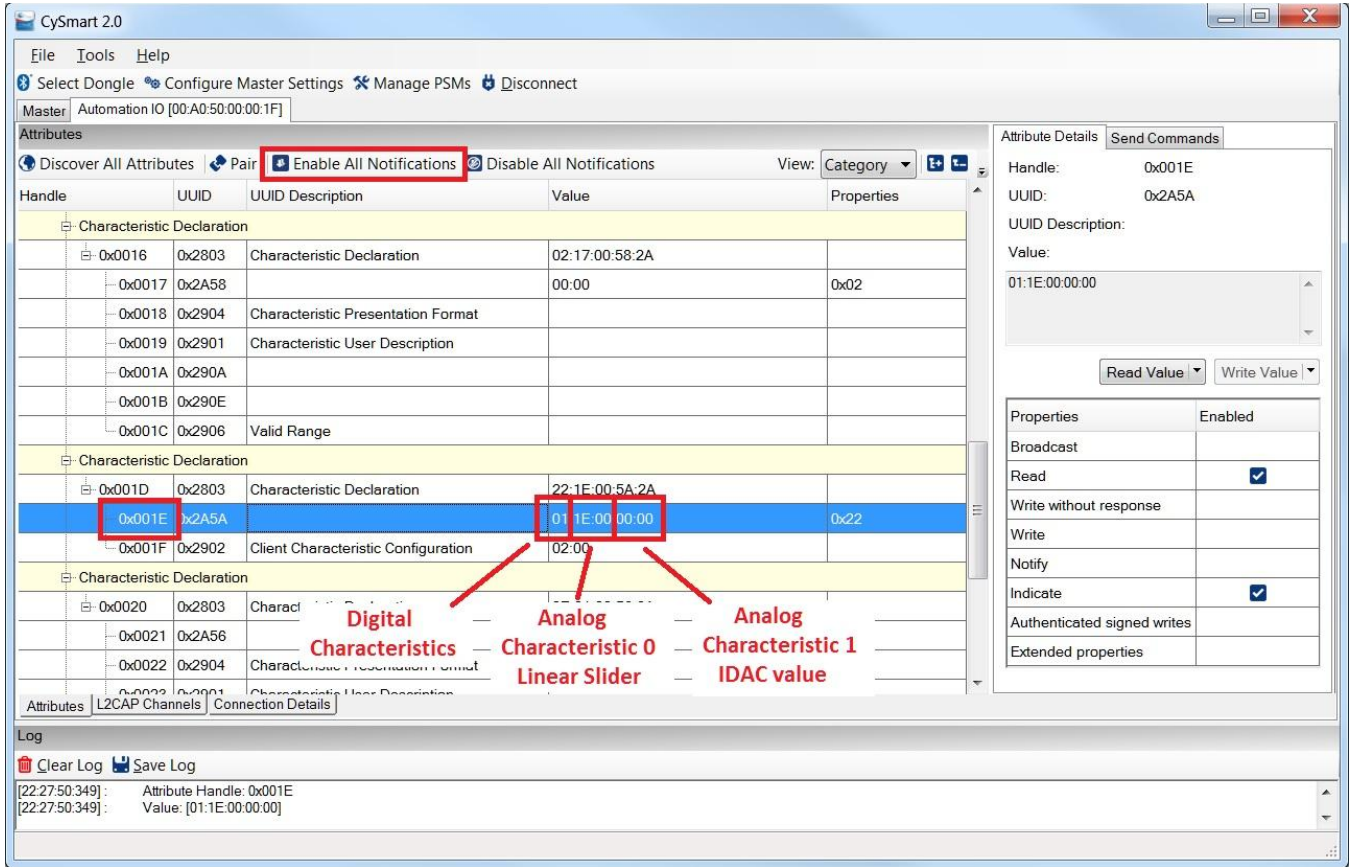 CySmart 2.0
File Tools Help
Select Dongle Configure Master Settings Manage PSMs Disconnect
Master Automation IO [00:A0:50:00:00:1F]
Attributes
Discover All Attributes Pair Enable All Notifications Disable All Notifications View: Category
Handle UUID UUID Description Value Properties
Characteristic Declaration
0x0016 0x2803 Characteristic Declaration 02:17:00:58:2A
0x0017 0x2A58 00:00 0x02
0x0018 0x2904 Characteristic Presentation Format
0x0019 0x2901 Characteristic User Description
0x001A 0x290A
0x001B 0x290E
0x001C 0x2906 Valid Range
Characteristic Declaration
0x001D 0x2803 Characteristic Declaration 22:1E:00:5A:2A
0x001E 0x2A5A 01:1E:00:00:00 0x22
0x001F 0x2902 Client Characteristic Configuration 02:00
Characteristic Declaration
0x0020 0x2803
0x0021 0x2A56
0x0022 0x2904
Digital
Characteristics
Analog
Characteristic 0
Linear Slider
Analog
Characteristic 1
IDAC value
Attributes L2CAP Channels Connection Details
Attribute Details Send Commands
Handle: 0x001E
UUID: 0x2A5A
UUID Description:
Value:
01:1E:00:00:00
Read Value Write Value
Properties Enabled
Broadcast
Read
Write without response
Write
Notify
Indicate
Authenticated signed writes
Extended properties
Log
Clear Log Save Log
[22:27:50:349] : Attribute Handle: 0x001E
[22:27:50:349] : Value: [01:1E:00:00:00]